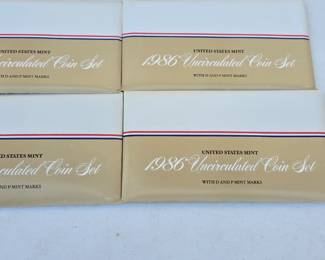 UNITED STATES MINT
Uncirculated Coin Set
WITH D AND P MINT MARKS
UNITED STATES MINT
1986 Uncirculated Coin Set
WITH D AND P MINT MARKS
UNITED STATES MINT
Coin Set
D AND P MINT MARKS
UNITED STATES MINT
1986 Uncirculated Coin Set
WITH D AND P MINT MARKS